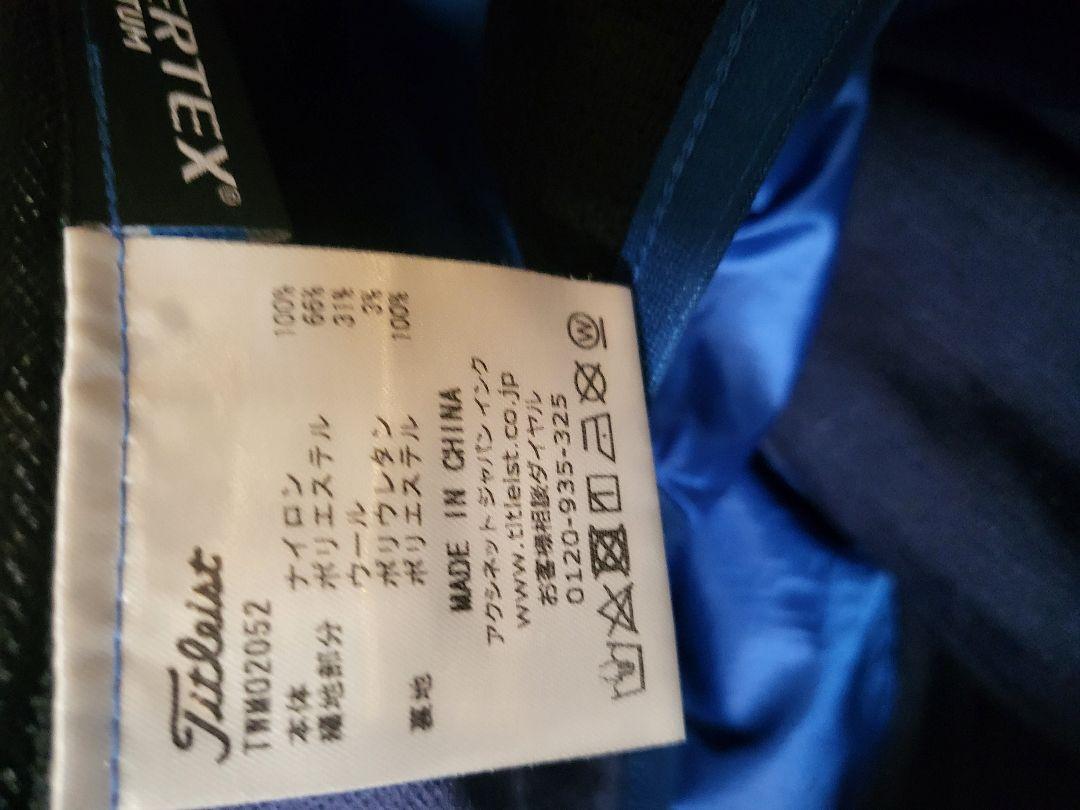 ERTEX®
TUM
Titleist
TWMO2052
本体 ナイロン 100%
繊地部分 ポリエステル 66%
ウール 31%
ポリウレタン 3%
裏地 ポリエステル 100%
MADE IN CHINA
アクシネットジャパンインク
www.titleist.co.jp
お客様相談ダイヤル
0120-935-325
W